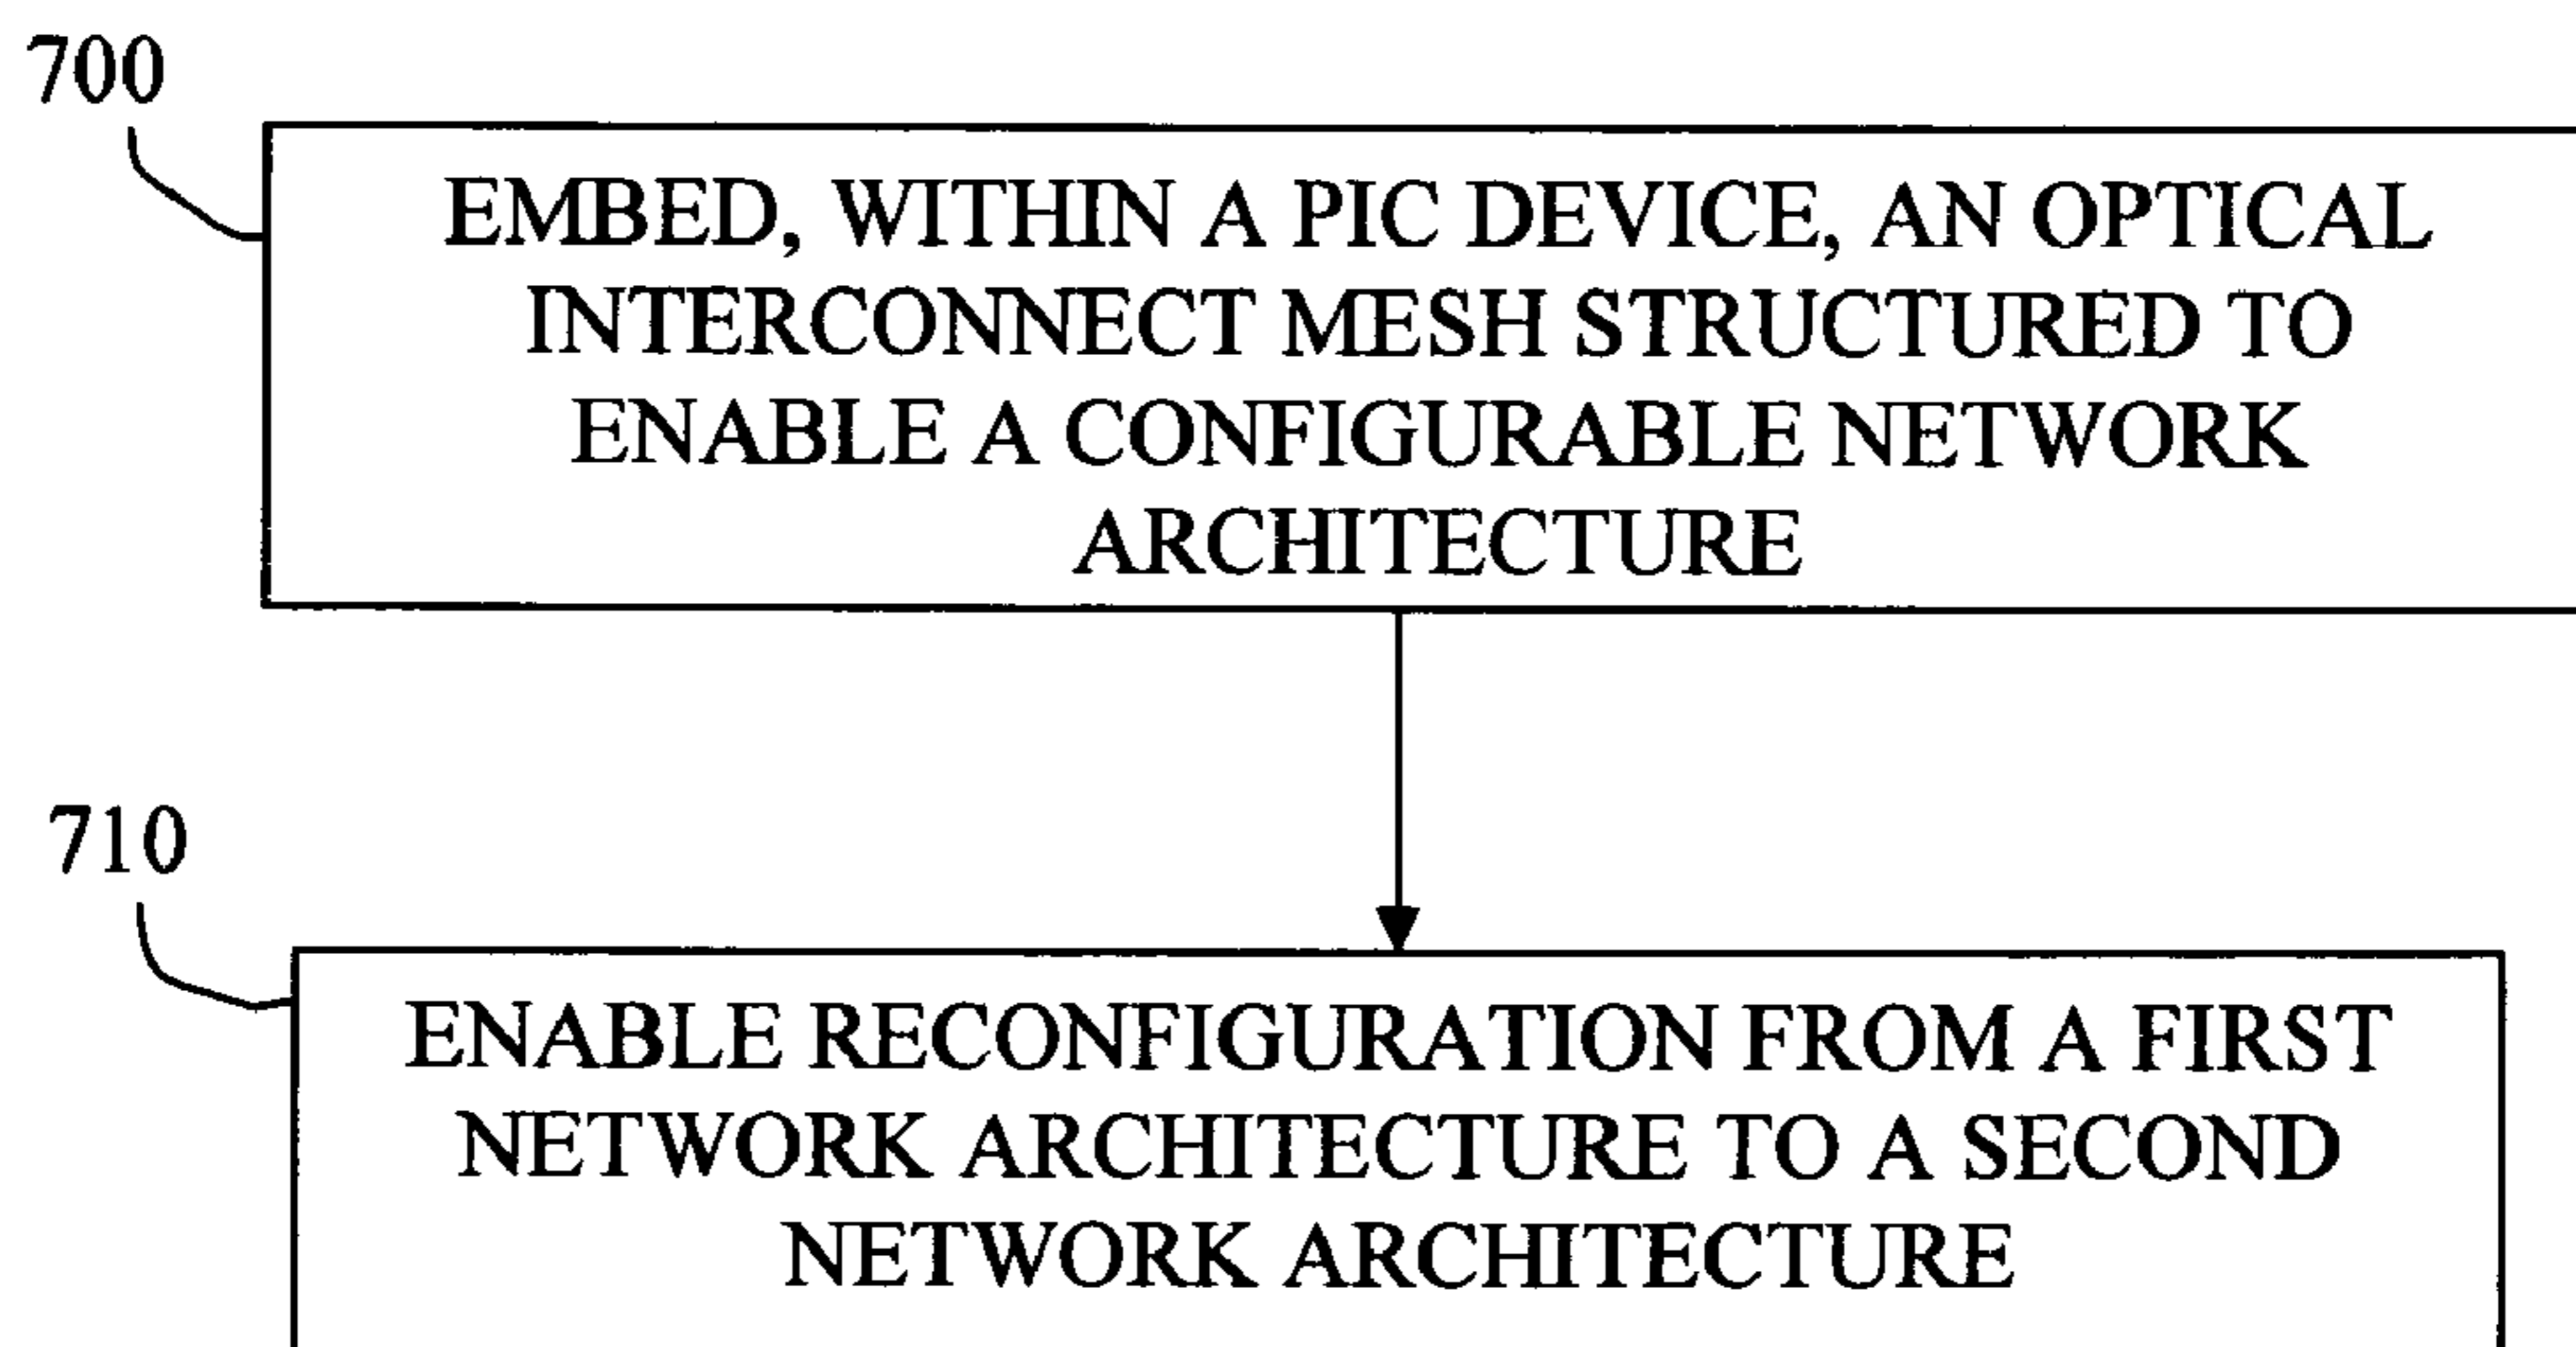 700
EMBED, WITHIN A PIC DEVICE, AN OPTICAL
INTERCONNECT MESH STRUCTURED TO
ENABLE A CONFIGURABLE NETWORK
ARCHITECTURE
710
ENABLE RECONFIGURATION FROM A FIRST
NETWORK ARCHITECTURE TO A SECOND
NETWORK ARCHITECTURE